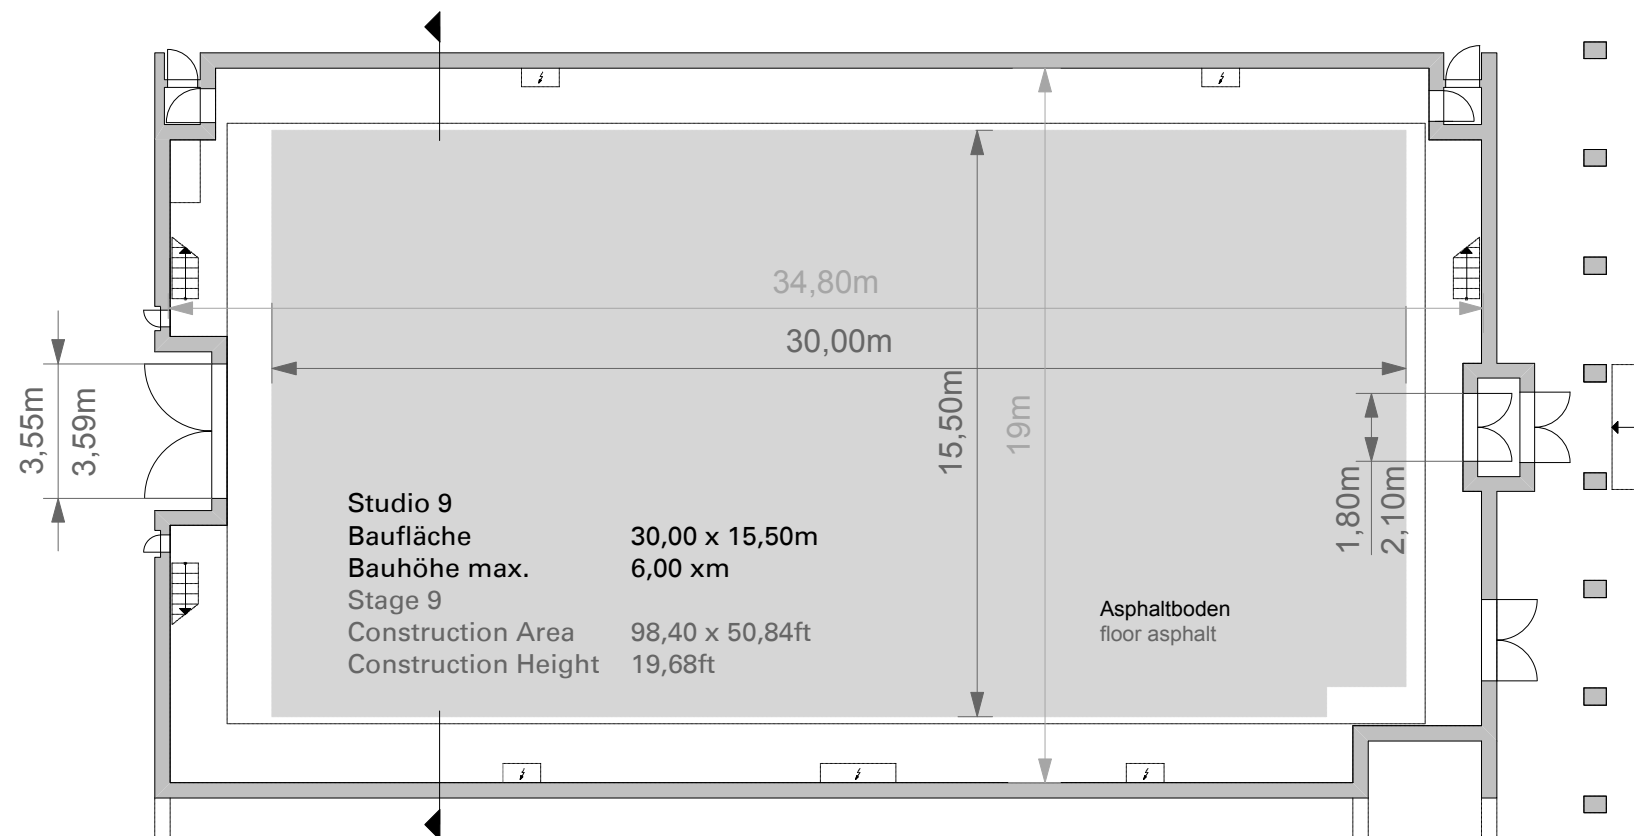 34,80m
30,00m
3,55m
3,59m
15,50m
19m
1,80m
2,10m
Studio 9
Baufläche 30,00 x 15,50m
Bauhöhe max. 6,00 xm
Stage 9
Construction Area 98,40 x 50,84ft
Construction Height 19,68ft
Asphaltboden
floor asphalt